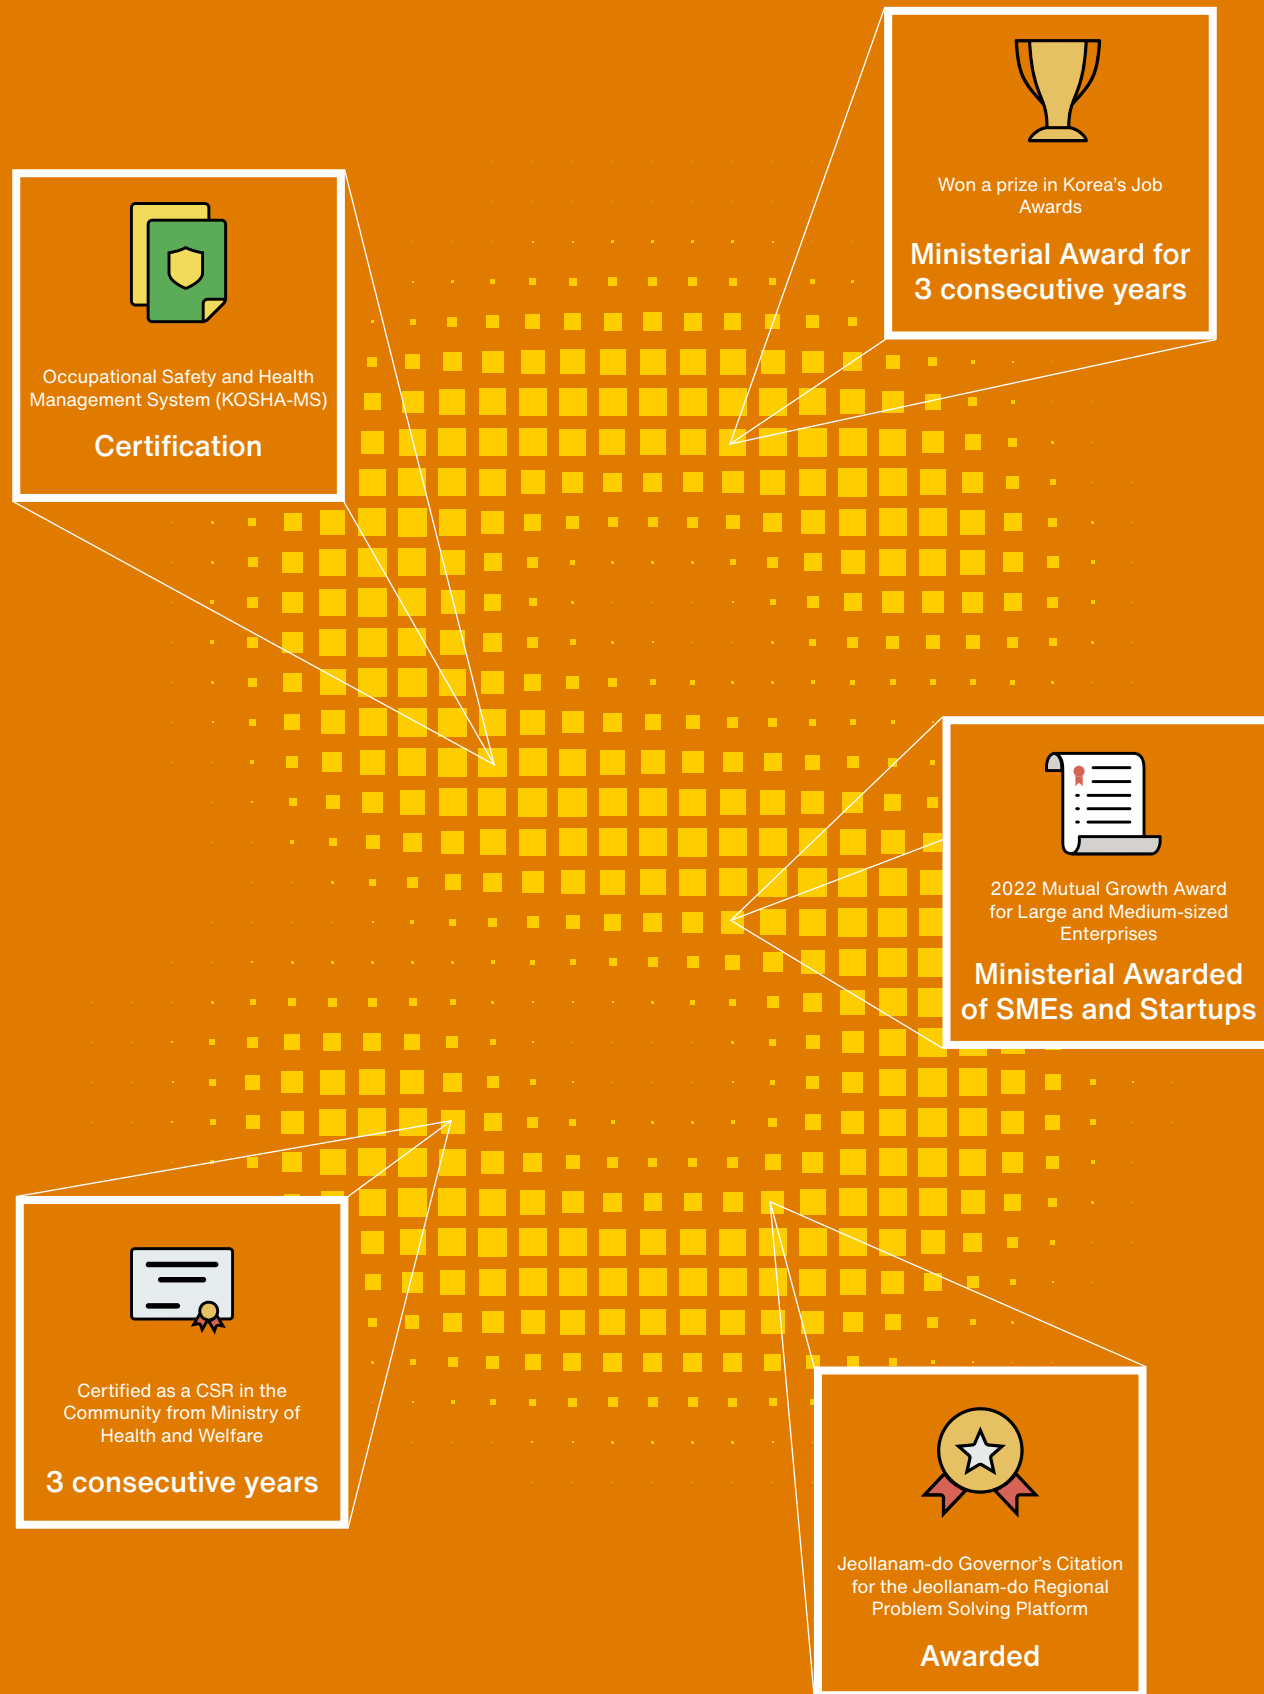 Won a prize in Korea's Job
Awards
Ministerial Award for
3 consecutive years
Occupational Safety and Health
Management System (KOSHA-MS)
Certification
2022 Mutual Growth Award
for Large and Medium-sized
Enterprises
Ministerial Awarded
of SMEs and Startups
Certified as a CSR in the
Community from Ministry of
Health and Welfare
3 consecutive years
Jeollanam-do Governor's Citation
for the Jeollanam-do Regional
Problem Solving Platform
Awarded